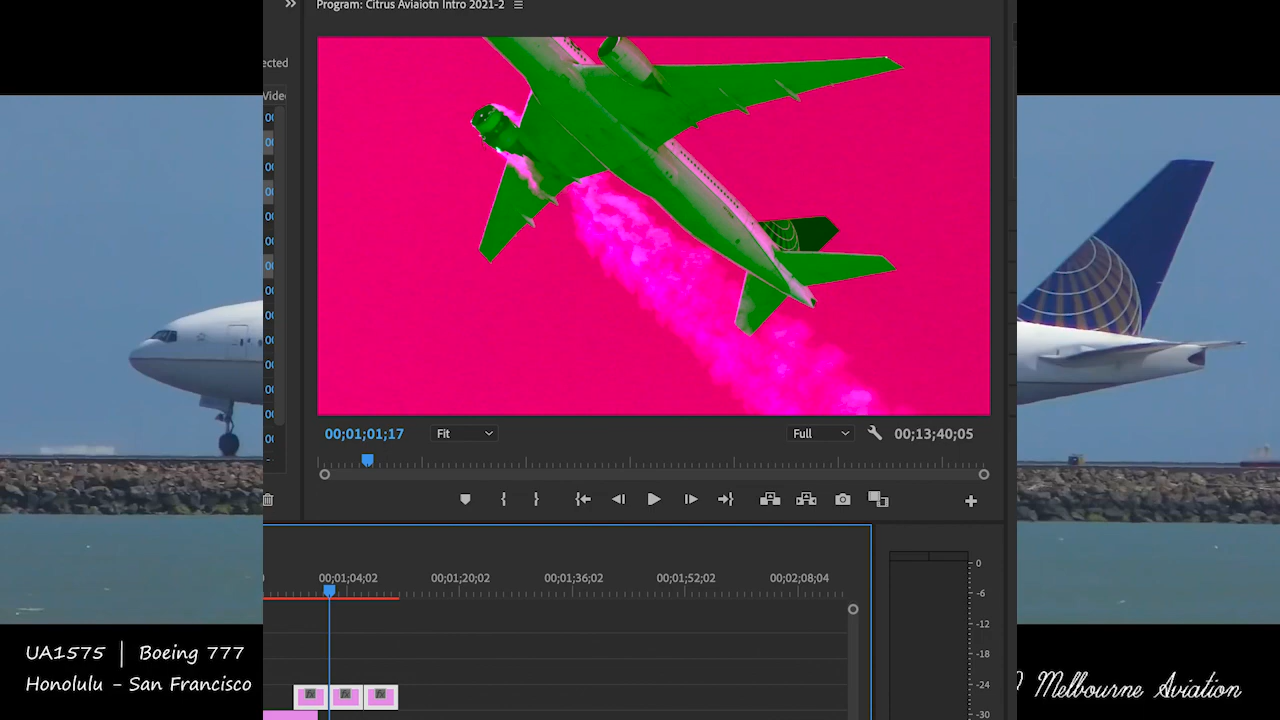 Program: Citrus Aviaiotn Intro 2021-2
ected
Video
00;01;01;17
Fit
Full
00;13;40;05
00;01;04;02
00;01;20;02
00;01;36;02
00;01;52;02
00;02;08;04
0
-6
-12
-18
-24
-30
UA1575 | Boeing 777
Honolulu - San Francisco
Melbourne Aviation